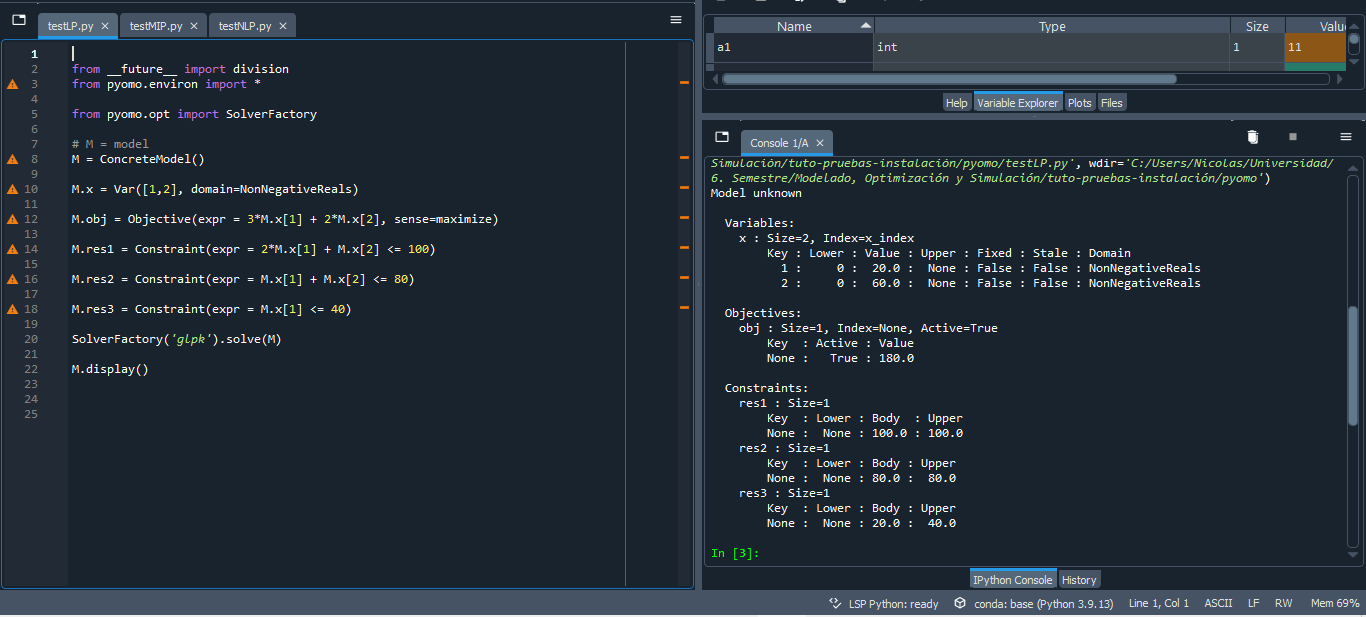 testLP.py ×
testMIP.py ×
testNLP.py ×
1
2 from __future__ import division
3 from pyomo.environ import *
4
5 from pyomo.opt import SolverFactory
6
7 # M = model
8 M = ConcreteModel()
9
10 M.x = Var([1,2], domain=NonNegativeReals)
11
12 M.obj = Objective(expr = 3*M.x[1] + 2*M.x[2], sense=maximize)
13
14 M.res1 = Constraint(expr = 2*M.x[1] + M.x[2] <= 100)
15
16 M.res2 = Constraint(expr = M.x[1] + M.x[2] <= 80)
17
18 M.res3 = Constraint(expr = M.x[1] <= 40)
19
20 SolverFactory('glpk').solve(M)
21
22 M.display()
23
24
25
Name Type Size Valu
a1 int 1 11
Help Variable Explorer Plots Files
Console 1/A ×
Simulación/tuto-pruebas-instalación/pyomo/testLP.py', wdir='C:/Users/Nicolas/Universidad/
6. Semestre/Modelado, Optimización y Simulación/tuto-pruebas-instalación/pyomo')
Model unknown
Variables:
x : Size=2, Index=x_index
Key : Lower : Value : Upper : Fixed : Stale : Domain
1 : 0 : 20.0 : None : False : False : NonNegativeReals
2 : 0 : 60.0 : None : False : False : NonNegativeReals
Objectives:
obj : Size=1, Index=None, Active=True
Key : Active : Value
None : True : 180.0
Constraints:
res1 : Size=1
Key : Lower : Body : Upper
None : None : 100.0 : 100.0
res2 : Size=1
Key : Lower : Body : Upper
None : None : 80.0 : 80.0
res3 : Size=1
Key : Lower : Body : Upper
None : None : 20.0 : 40.0
In [3]:
IPython Console History
LSP Python: ready conda: base (Python 3.9.13) Line 1, Col 1 ASCII LF RW Mem 69%